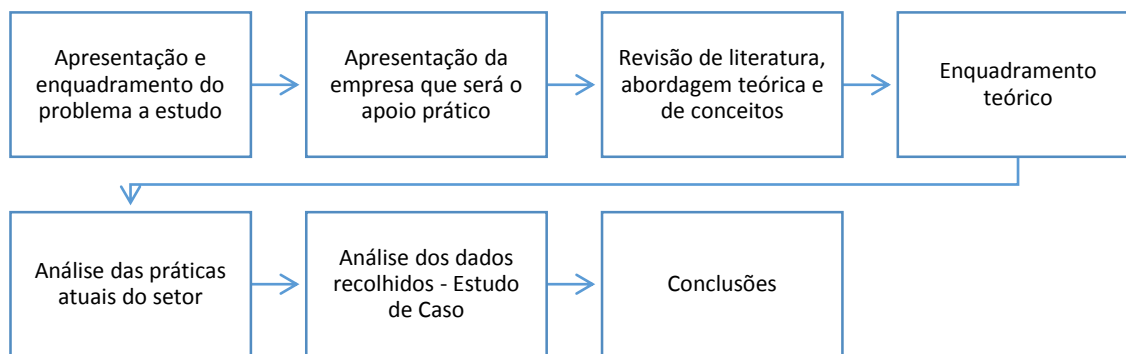 Apresentação e
enquadramento do
problema a estudo
Apresentação da
empresa que será o
apoio prático
Revisão de literatura,
abordagem teórica e
de conceitos
Enquadramento
teórico
Análise das práticas
atuais do setor
Análise dos dados
recolhidos - Estudo
de Caso
Conclusões